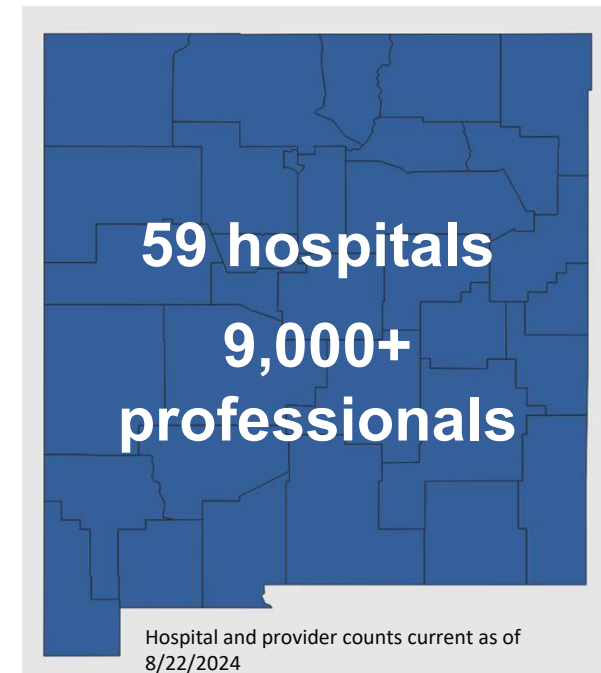 59 hospitals
9,000+
professionals
Hospital and provider counts current as of
8/22/2024